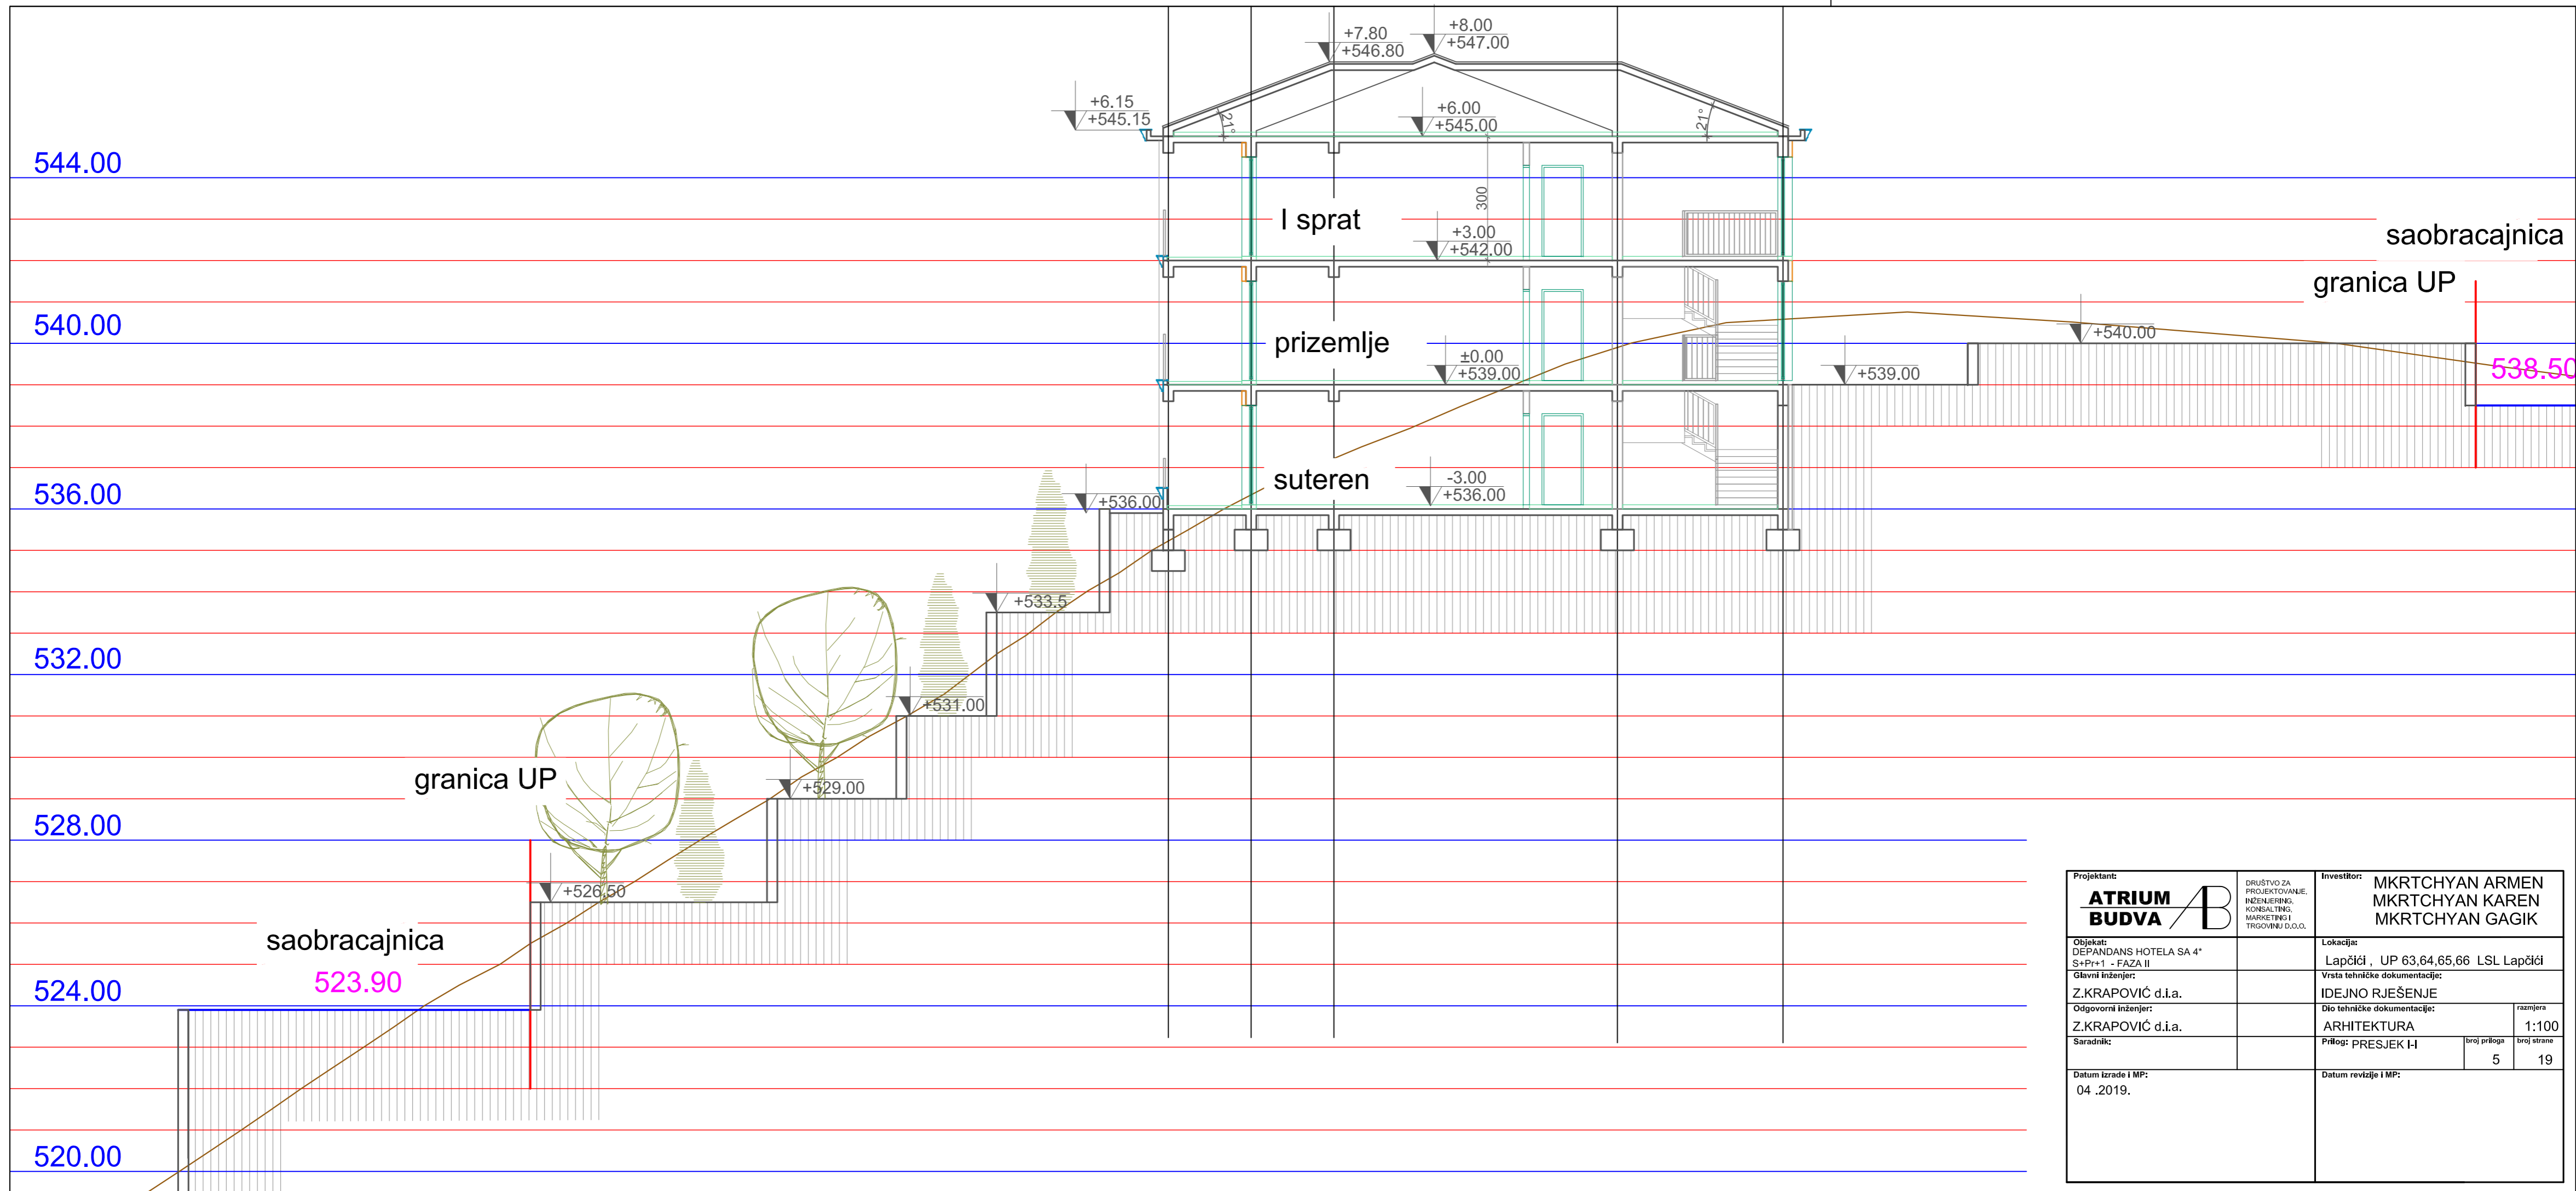 +7.80
+546.80
+8.00
+547.00
+6.15
+545.15
21°
+6.00
+545.00
21°
544.00
300
I sprat
+3.00
+542.00
saobracajnica
granica UP
540.00
prizemlje
±0.00
+539.00
+539.00
+540.00
538.50
536.00
+536.00
suteren
-3.00
+536.00
+533.5
532.00
+531.00
granica UP
+529.00
528.00
+526.50
saobracajnica
523.90
524.00
520.00
Projektant:
ATRIUM
BUDVA
AB
DRUŠTVO ZA
PROJEKTOVANJE,
INŽENJERING,
KONSALTING,
MARKETING I
TRGOVINU D.O.O.
Investitor:
MKRTCHYAN ARMEN
MKRTCHYAN KAREN
MKRTCHYAN GAGIK
Objekat:
DEPANDANS HOTELA SA 4*
S+Pr+1 - FAZA II
Lokacija:
Lapčići , UP 63,64,65,66 LSL Lapčići
Glavni inženjer:
Z.KRAPOVIĆ d.i.a.
Vrsta tehničke dokumentacije:
IDEJNO RJEŠENJE
Odgovorni inženjer:
Z.KRAPOVIĆ d.i.a.
Dio tehničke dokumentacije:
ARHITEKTURA
razmjera
1:100
Saradnik:
Prilog: PRESJEK I-I
broj priloga
5
broj strane
19
Datum izrade i MP:
04 .2019.
Datum revizije i MP: